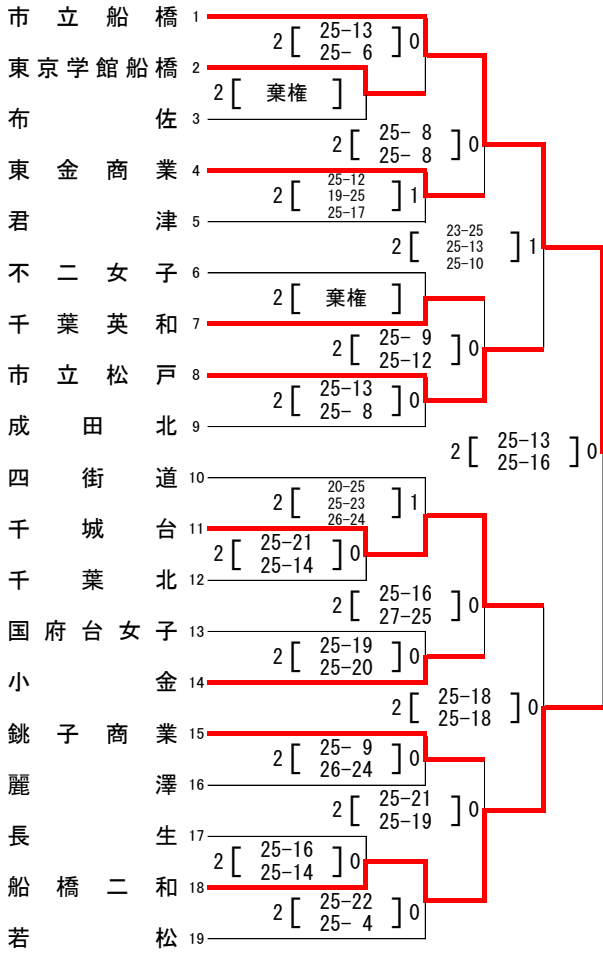 市立船橋 1
2 [ 25-13 ] 0
25- 6
東京学館船橋 2
2 [ 棄権 ]
布佐 3
2 [ 25- 8 ] 0
25- 8
東金商業 4
2 [ 25-12
19-25 ] 1
25-17
君津 5
2 [ 23-25
25-13 ] 1
25-10
不二女子 6
2 [ 棄権 ]
千葉英和 7
2 [ 25- 9 ] 0
25-12
市立松戸 8
2 [ 25-13 ] 0
25- 8
成田北 9
2 [ 25-13 ] 0
25-16
四街道 10
2 [ 20-25
25-23 ] 1
26-24
千城台 11
2 [ 25-21 ] 0
25-14
千葉北 12
2 [ 25-16 ] 0
27-25
国府台女子 13
2 [ 25-19 ] 0
25-20
小金 14
2 [ 25-18 ] 0
25-18
銚子商業 15
2 [ 25- 9 ] 0
26-24
麗澤 16
2 [ 25-21 ] 0
25-19
長生 17
2 [ 25-16 ] 0
25-14
船橋二和 18
2 [ 25-22 ] 0
25- 4
若松 19